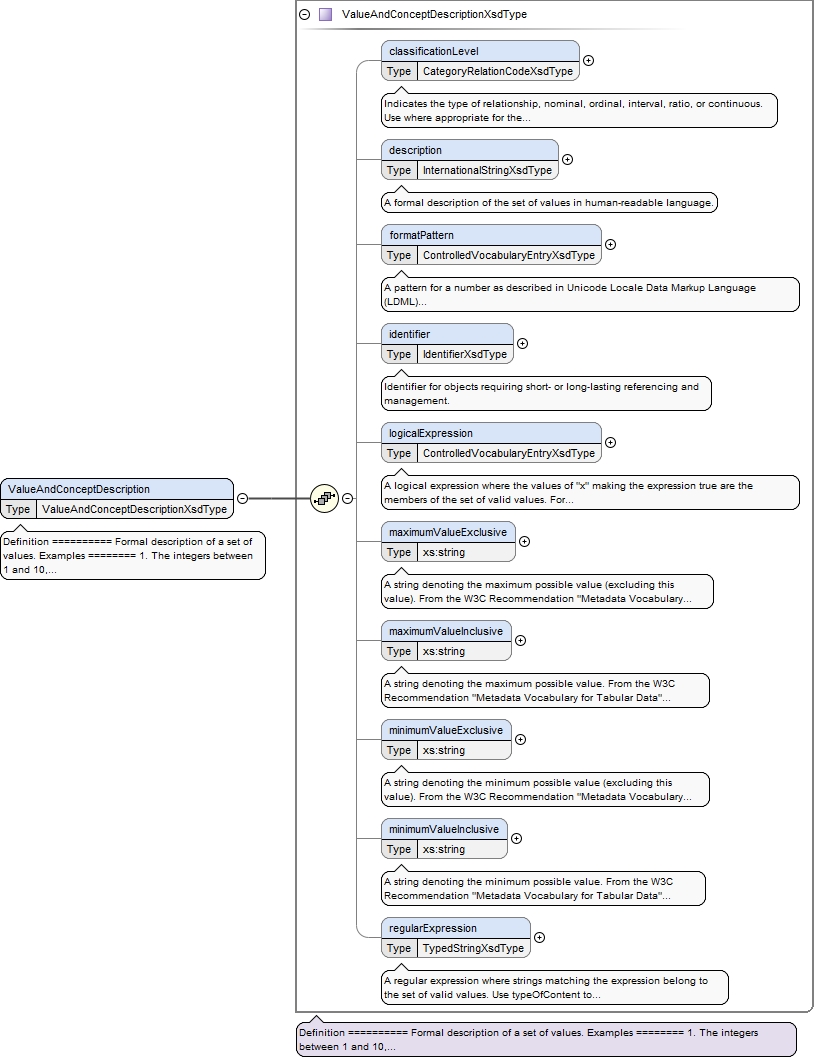 ValueAndConceptDescriptionXsdType
classificationLevel
Type CategoryRelationCodeXsdType
Indicates the type of relationship, nominal, ordinal, interval, ratio, or continuous.
Use where appropriate for the...
description
Type InternationalStringXsdType
A formal description of the set of values in human-readable language.
formatPattern
Type ControlledVocabularyEntryXsdType
A pattern for a number as described in Unicode Locale Data Markup Language
(LDML)...
identifier
Type IdentifierXsdType
Identifier for objects requiring short- or long-lasting referencing and
management.
logicalExpression
Type ControlledVocabularyEntryXsdType
A logical expression where the values of "x" making the expression true are the
members of the set of valid values. For...
ValueAndConceptDescription
Type ValueAndConceptDescriptionXsdType
Definition ========== Formal description of a set of
values. Examples ======== 1. The integers between
1 and 10,...
maximumValueExclusive
Type xs:string
A string denoting the maximum possible value (excluding this
value). From the W3C Recommendation "Metadata Vocabulary...
maximumValueInclusive
Type xs:string
A string denoting the maximum possible value. From the W3C
Recommendation "Metadata Vocabulary for Tabular Data"...
minimumValueExclusive
Type xs:string
A string denoting the minimum possible value (excluding this
value). From the W3C Recommendation "Metadata Vocabulary...
minimumValueInclusive
Type xs:string
A string denoting the minimum possible value. From the W3C
Recommendation "Metadata Vocabulary for Tabular Data"...
regularExpression
Type TypedStringXsdType
A regular expression where strings matching the expression belong to
the set of valid values. Use typeOfContent to...
Definition ========== Formal description of a set of values. Examples ======== 1. The integers
between 1 and 10,...